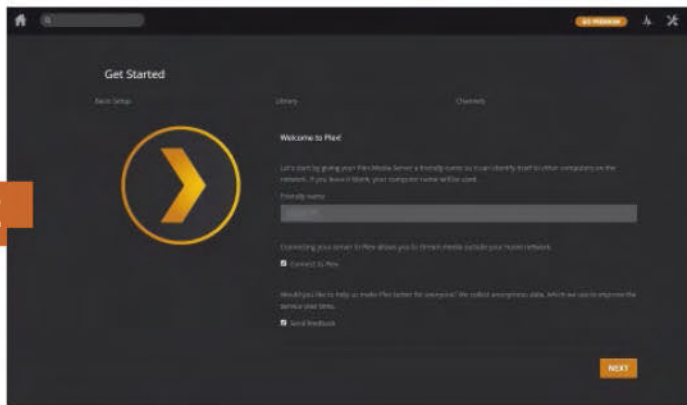 GO PREMIUM
Get Started
Basic Setup
Library
Channels
Welcome to Plex!
Let's start by giving your Plex Media Server a friendly name so it can identify itself to other computers on the
network. If you leave it blank, your computer name will be used.
Friendly name
Connecting your server to Plex allows you to stream media outside your home network.
Connect to Plex
Would you like to help us make Plex better for everyone? We collect anonymous data, which we use to improve the
service over time.
Send feedback
NEXT